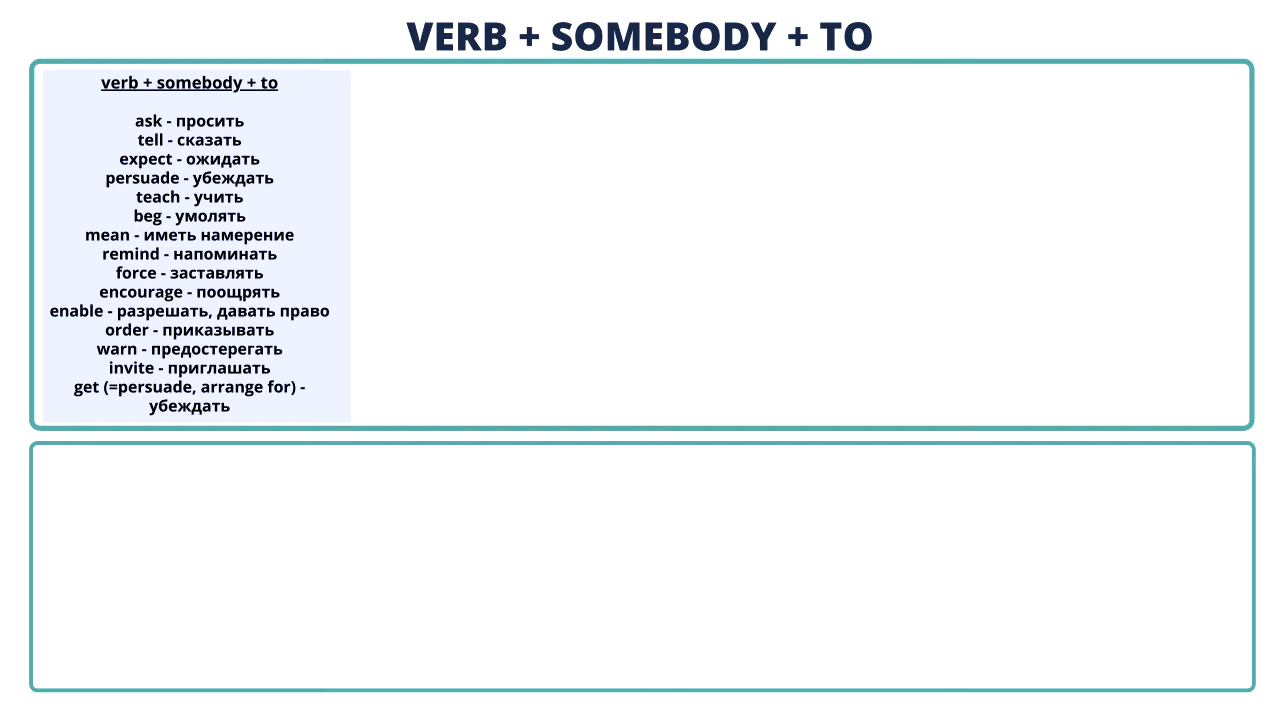 VERB + SOMEBODY + TO
verb + somebody + to
ask - просить
tell - сказать
expect - ожидать
persuade - убеждать
teach - учить
beg - умолять
mean - иметь намерение
remind - напоминать
force - заставлять
encourage - поощрять
enable - разрешать, давать право
order - приказывать
warn - предостерегать
invite - приглашать
get (=persuade, arrange for) -
убеждать